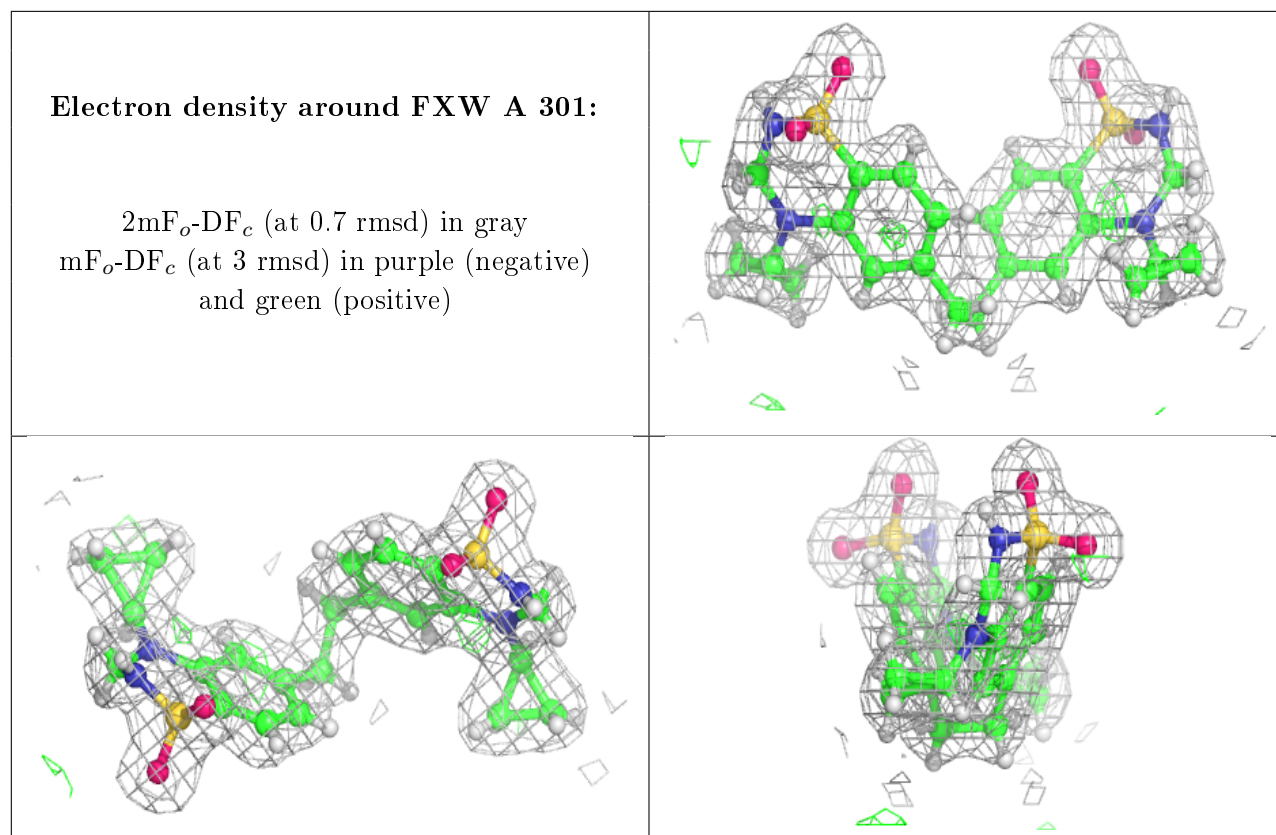 Electron density around FXW A 301:
2mFo-DFc (at 0.7 rmsd) in gray
mFo-DFc (at 3 rmsd) in purple (negative)
and green (positive)